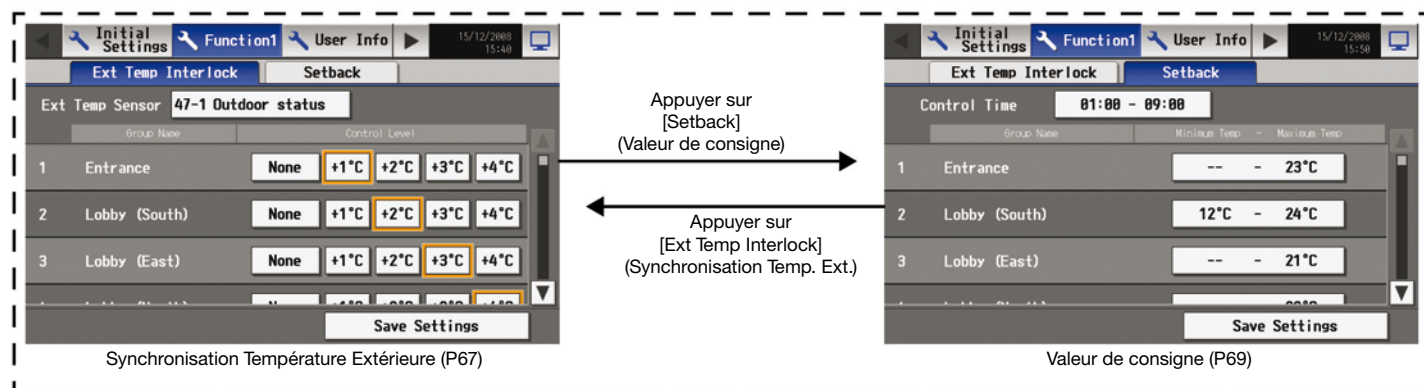 Initial
Settings
Function1
User Info
15/12/2008
15:40
Ext Temp Interlock
Setback
Ext Temp Sensor
47-1 Outdoor status
Group Name
Control Level
1 Entrance None +1°C +2°C +3°C +4°C
2 Lobby (South) None +1°C +2°C +3°C +4°C
3 Lobby (East) None +1°C +2°C +3°C +4°C
Save Settings
Synchronisation Température Extérieure (P67)
Appuyer sur
[Setback]
(Valeur de consigne)
Appuyer sur
[Ext Temp Interlock]
(Synchronisation Temp. Ext.)
Initial
Settings
Function1
User Info
15/12/2008
15:50
Ext Temp Interlock
Setback
Control Time
01:00 - 09:00
Group Name
Minimum Temp - Maximum Temp
1 Entrance -- - 23°C
2 Lobby (South) 12°C - 24°C
3 Lobby (East) -- - 21°C
Save Settings
Valeur de consigne (P69)